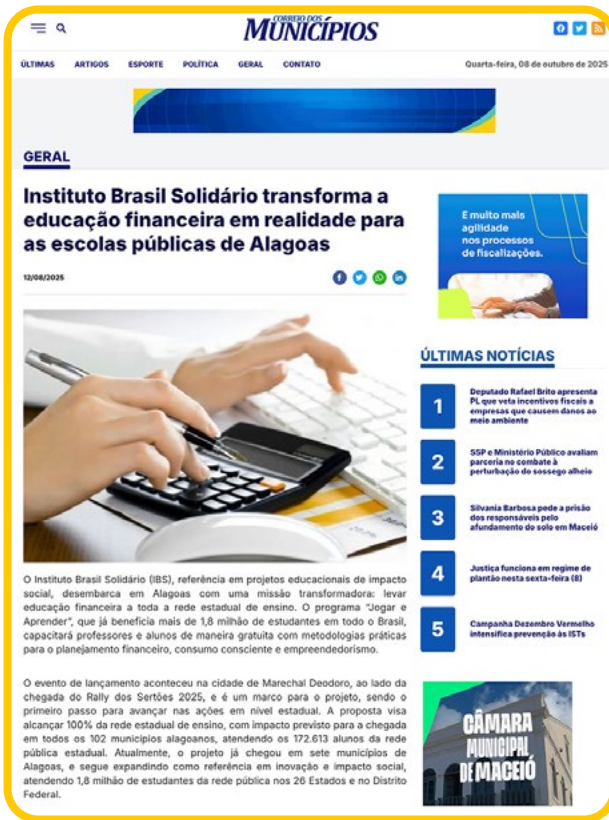 CORREIO DOS
MUNICÍPIOS
ÚLTIMAS ARTIGOS ESPORTE POLÍTICA GERAL CONTATO
Quarta-feira, 08 de outubro de 2025
GERAL
Instituto Brasil Solidário transforma a
educação financeira em realidade para
as escolas públicas de Alagoas
12/08/2025
O Instituto Brasil Solidário (IBS), referência em projetos educacionais de impacto
social, desembarca em Alagoas com uma missão transformadora: levar
educação financeira a toda a rede estadual de ensino. O programa "Jogar e
Aprender", que já beneficia mais de 1,8 milhão de estudantes em todo o Brasil,
capacitará professores e alunos de maneira gratuita com metodologias práticas
para o planejamento financeiro, consumo consciente e empreendedorismo.
O evento de lançamento aconteceu na cidade de Marechal Deodoro, ao lado da
chegada do Rally dos Sertões 2025, e é um marco para o projeto, sendo o
primeiro passo para avançar nas ações em nível estadual. A proposta visa
alcançar 100% da rede estadual de ensino, com impacto previsto para a chegada
em todos os 102 municípios alagoanos, atendendo os 172.613 alunos da rede
pública estadual. Atualmente, o projeto já chegou em sete municípios de
Alagoas, e segue expandindo como referência em inovação e impacto social,
atendendo 1,8 milhão de estudantes da rede pública nos 26 Estados e no Distrito
Federal.
E muito mais
agilidade
nos processos
de fiscalizações.
ÚLTIMAS NOTÍCIAS
1
Deputado Rafael Brito apresenta
PL que veta incentivos fiscais a
empresas que causem danos ao
meio ambiente
2
SSP e Ministério Público avaliam
parceria no combate à
perturbação do sossego alheio
3
Silvania Barbosa pede a prisão
dos responsáveis pelo
afundamento do solo em Maceió
4
Justiça funciona em regime de
plantão nesta sexta-feira (8)
5
Campanha Dezembro Vermelho
intensifica prevenção às ISTs
CÂMARA
MUNICIPAL
DE MACEIÓ